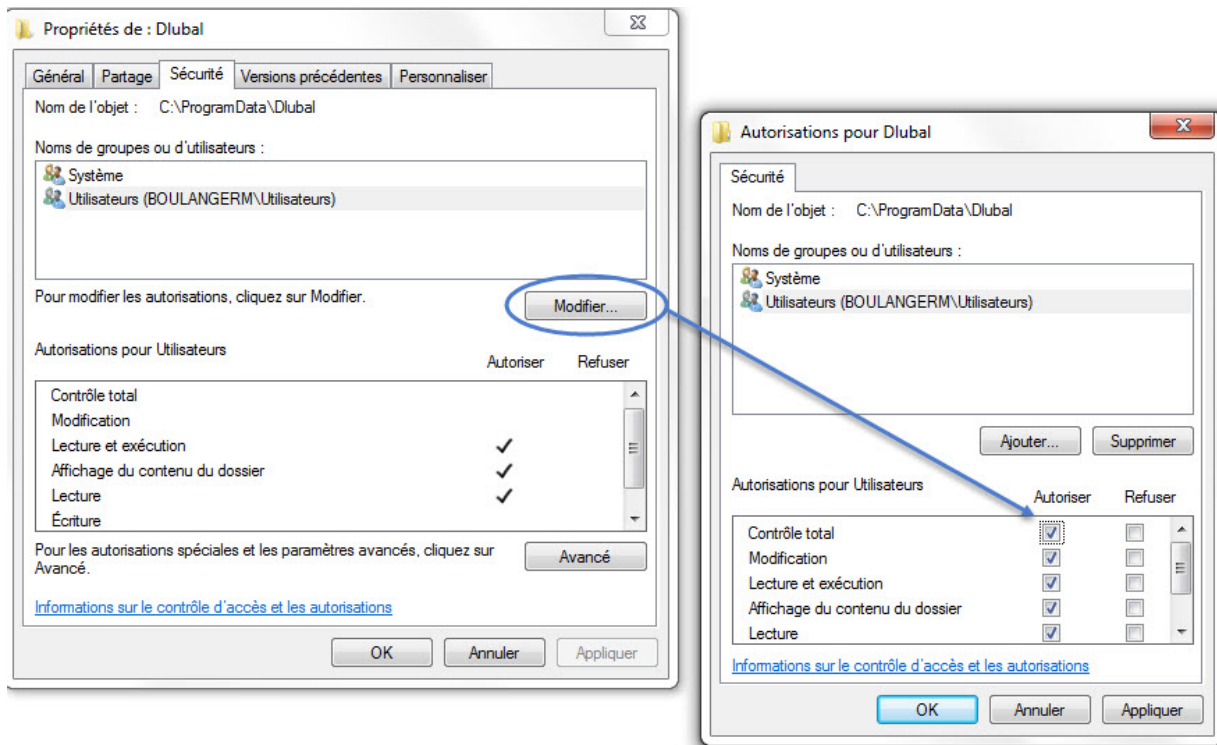 Propriétés de : Dlubal
Général Partage Sécurité Versions précédentes Personnaliser
Nom de l'objet : C:\ProgramData\Dlubal
Noms de groupes ou d'utilisateurs :
Système
Utilisateurs (BOULANGERM\Utilisateurs)
Pour modifier les autorisations, cliquez sur Modifier.
Modifier...
Autorisations pour Utilisateurs
Autoriser Refuser
Contrôle total
Modification
Lecture et exécution
Affichage du contenu du dossier
Lecture
Écriture
Pour les autorisations spéciales et les paramètres avancés, cliquez sur
Avancé.
Avancé
Informations sur le contrôle d'accès et les autorisations
OK Annuler Appliquer
Autorisations pour Dlubal
Sécurité
Nom de l'objet : C:\ProgramData\Dlubal
Noms de groupes ou d'utilisateurs :
Système
Utilisateurs (BOULANGERM\Utilisateurs)
Ajouter... Supprimer
Autorisations pour Utilisateurs
Autoriser Refuser
Contrôle total
Modification
Lecture et exécution
Affichage du contenu du dossier
Lecture
Informations sur le contrôle d'accès et les autorisations
OK Annuler Appliquer